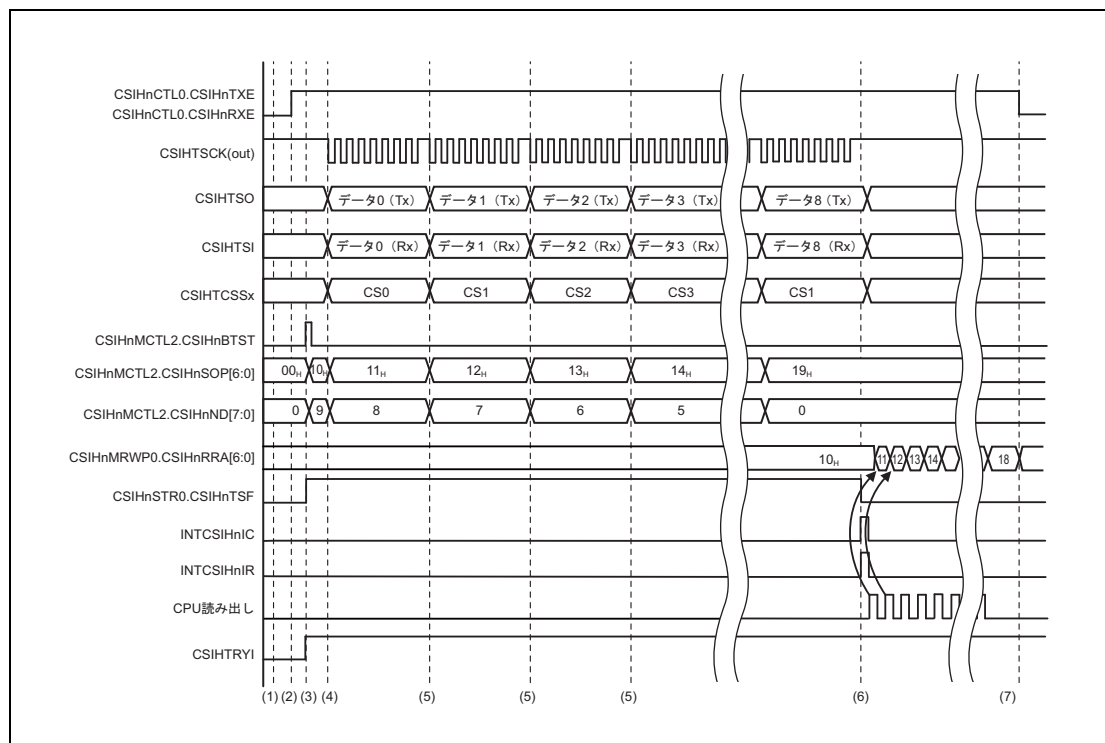 CSIHnCTL0.CSIHnTXE
CSIHnCTL0.CSIHnRXE
CSIHTSCK(out)
CSIHTSO
データ0（Tx） データ1（Tx） データ2（Tx） データ3（Tx） データ8（Tx）
CSIHTSI
データ0（Rx） データ1（Rx） データ2（Rx） データ3（Rx） データ8（Rx）
CSIHTCSSx
CS0 CS1 CS2 CS3 CS1
CSIHnMCTL2.CSIHnBTST
CSIHnMCTL2.CSIHnSOP[6:0]
00H 10H 11H 12H 13H 14H 19H
CSIHnMCTL2.CSIHnND[7:0]
0 9 8 7 6 5 0
CSIHnMRWP0.CSIHnRRA[6:0]
10H 11 12 13 14 18
CSIHnSTR0.CSIHnTSF
INTCSIHnIC
INTCSIHnIR
CPU読み出し
CSIHTRYI
(1) (2) (3) (4) (5) (5) (5) (6) (7)